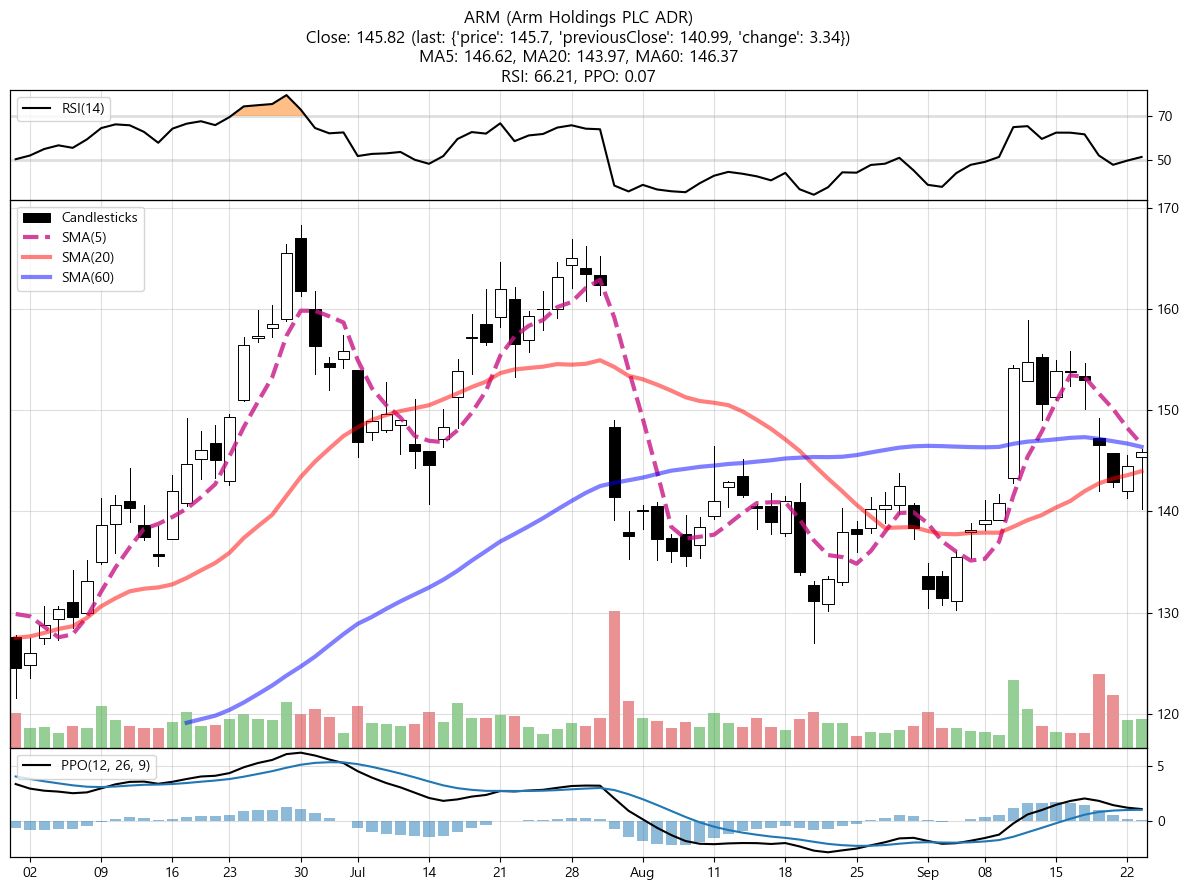 ARM (Arm Holdings PLC ADR)
Close: 145.82 (last: {'price': 145.7, 'previousClose': 140.99, 'change': 3.34})
MA5: 146.62, MA20: 143.97, MA60: 146.37
RSI: 66.21, PPO: 0.07
RSI(14)
70
50
Candlesticks
SMA(5)
SMA(20)
SMA(60)
170
160
150
140
130
120
PPO(12, 26, 9)
5
0
02 09 16 23 30 Jul 14 21 28 Aug 11 18 25 Sep 08 15 22